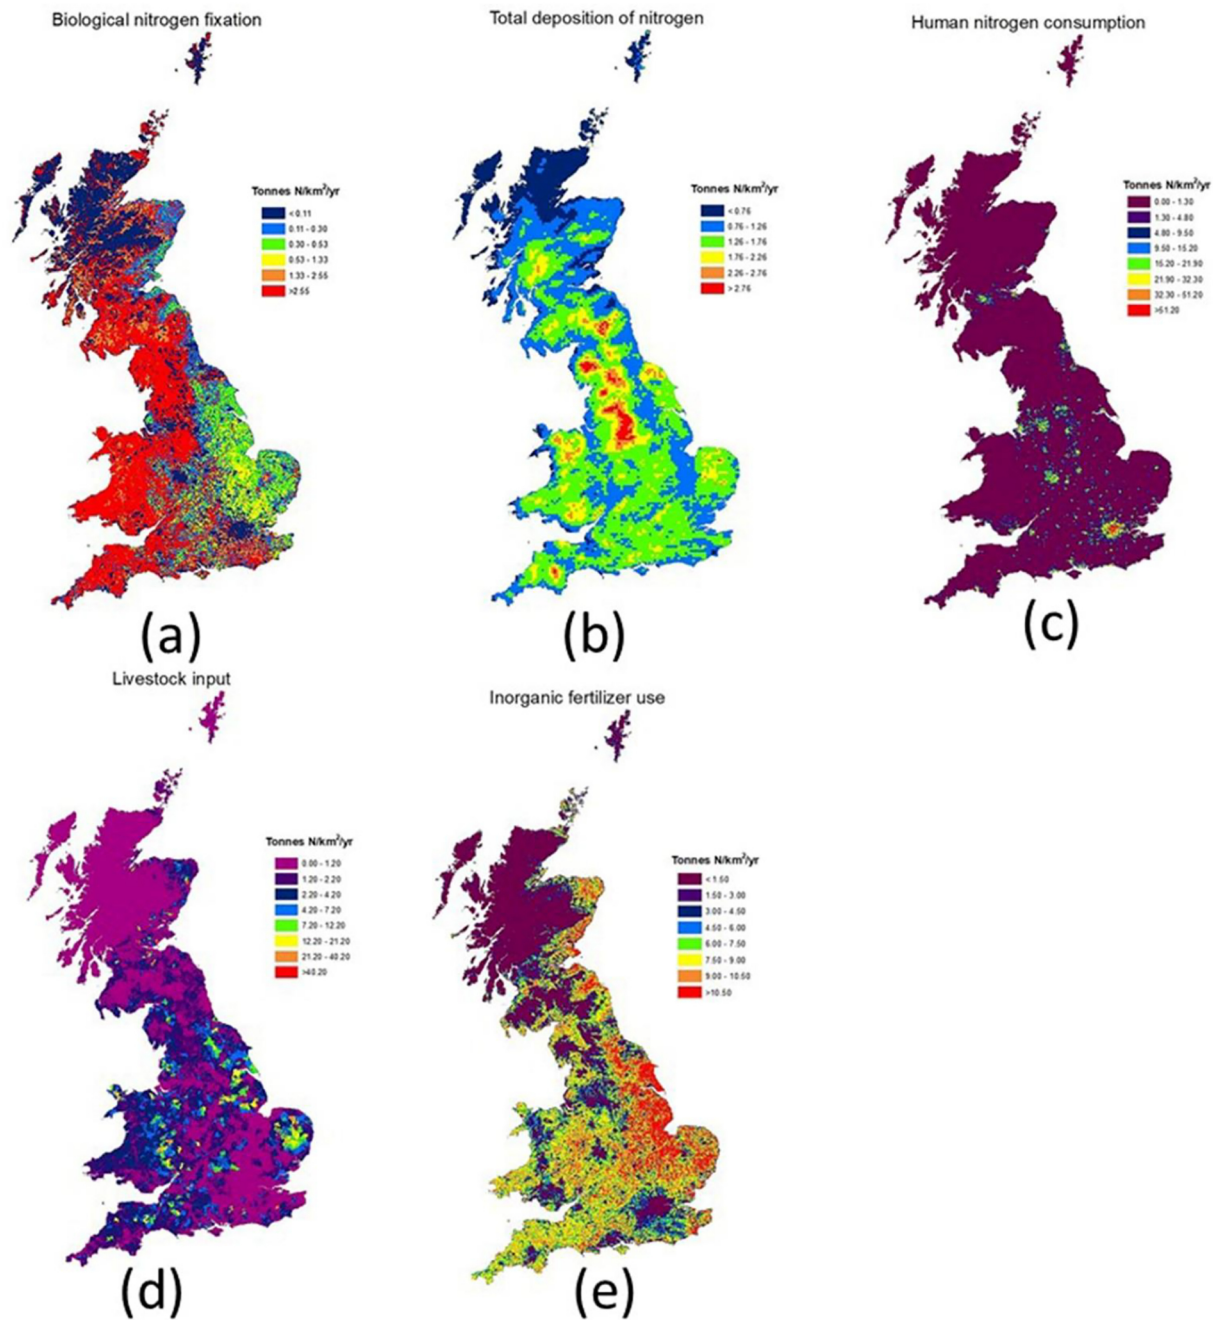 Biological nitrogen fixation
Tonnes N/km²/yr
< 0.11
0.11 - 0.30
0.30 - 0.53
0.53 - 1.33
1.33 - 2.55
>2.55
(a)
Total deposition of nitrogen
Tonnes N/km²/yr
< 0.76
0.76 - 1.26
1.26 - 1.76
1.76 - 2.26
2.26 - 2.76
> 2.76
(b)
Human nitrogen consumption
Tonnes N/km²/yr
0.00 - 1.30
1.30 - 4.80
4.80 - 9.50
9.50 - 15.20
15.20 - 21.90
21.90 - 32.30
32.30 - 51.20
>51.20
(c)
Livestock input
Tonnes N/km²/yr
0.00 - 1.20
1.20 - 2.20
2.20 - 4.20
4.20 - 7.20
7.20 - 12.20
12.20 - 21.20
21.20 - 40.20
>40.20
(d)
Inorganic fertilizer use
Tonnes N/km²/yr
< 1.50
1.50 - 3.00
3.00 - 4.50
4.50 - 6.00
6.00 - 7.50
7.50 - 9.00
9.00 - 10.50
>10.50
(e)